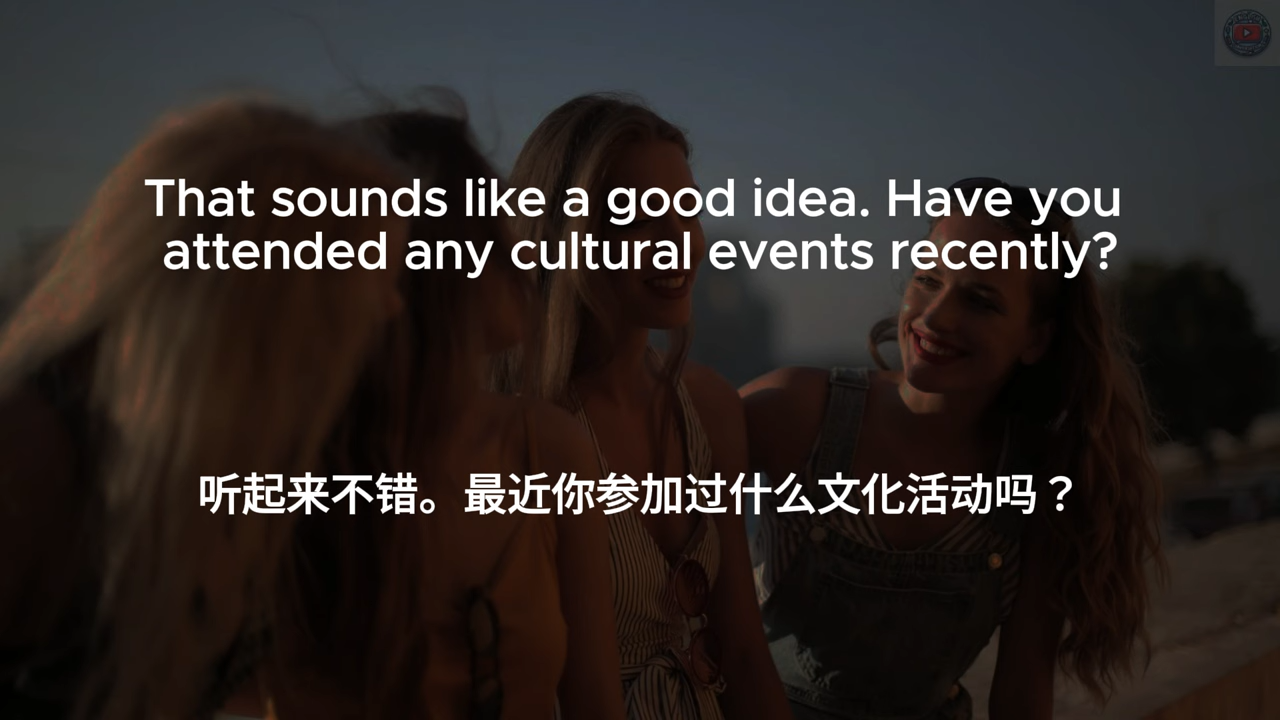 That sounds like a good idea. Have you
attended any cultural events recently?
听起来不错。最近你参加过什么文化活动吗？